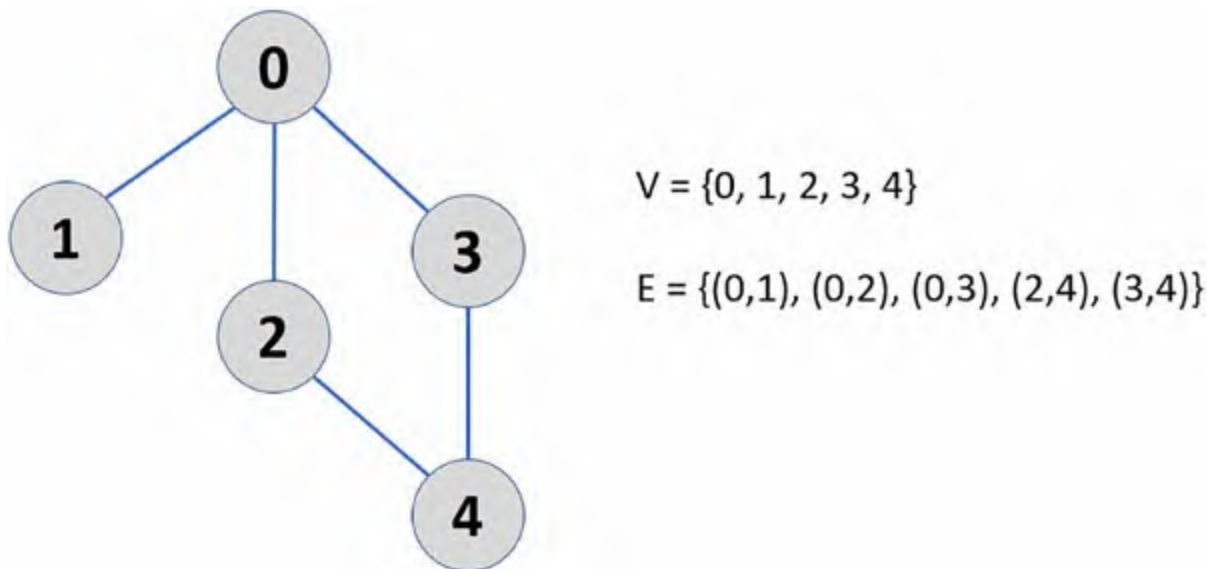 0
1
3
2
4
V = {0, 1, 2, 3, 4}
E = {(0,1), (0,2), (0,3), (2,4), (3,4)}